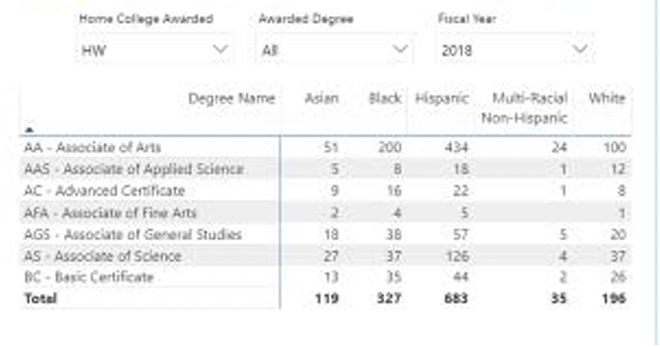 Home College Awarded Awarded Degree Fiscal Year
HW All 2018
Degree Name Asian Black Hispanic Multi-Racial White
Non-Hispanic
AA - Associate of Arts 51 200 434 24 100
AAS - Associate of Applied Science 5 8 18 1 12
AC - Advanced Certificate 9 16 22 1 8
AFA - Associate of Fine Arts 2 4 5 1
AGS - Associate of General Studies 18 38 57 5 20
AS - Associate of Science 27 37 126 4 37
BC - Basic Certificate 13 35 44 2 26
Total 119 327 683 35 196